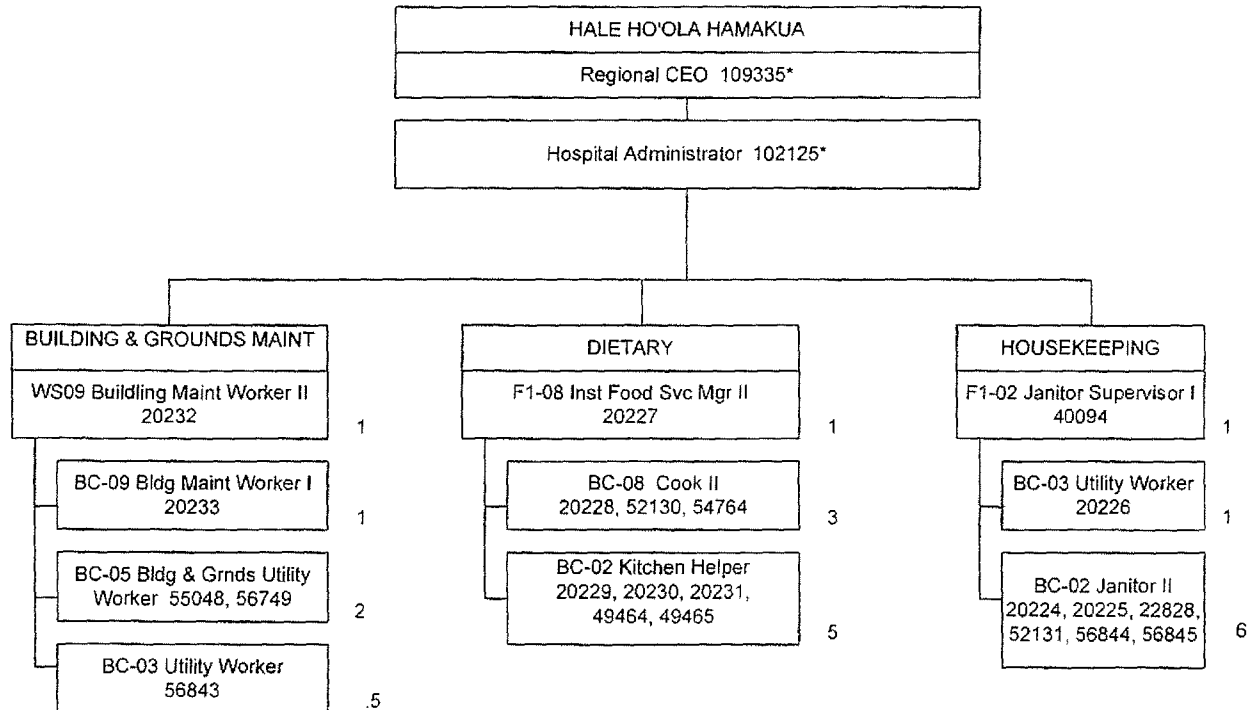 HALE HO'OLA HAMAKUA
Regional CEO 109335*
Hospital Administrator 102125*
BUILDING & GROUNDS MAINT
WS09 Buildling Maint Worker II
20232
1
BC-09 Bldg Maint Worker I
20233
1
BC-05 Bldg & Grnds Utility
Worker 55048, 56749
2
BC-03 Utility Worker
56843
.5
DIETARY
F1-08 Inst Food Svc Mgr II
20227
1
BC-08 Cook II
20228, 52130, 54764
3
BC-02 Kitchen Helper
20229, 20230, 20231,
49464, 49465
5
HOUSEKEEPING
F1-02 Janitor Supervisor I
40094
1
BC-03 Utility Worker
20226
1
BC-02 Janitor II
20224, 20225, 22828,
52131, 56844, 56845
6